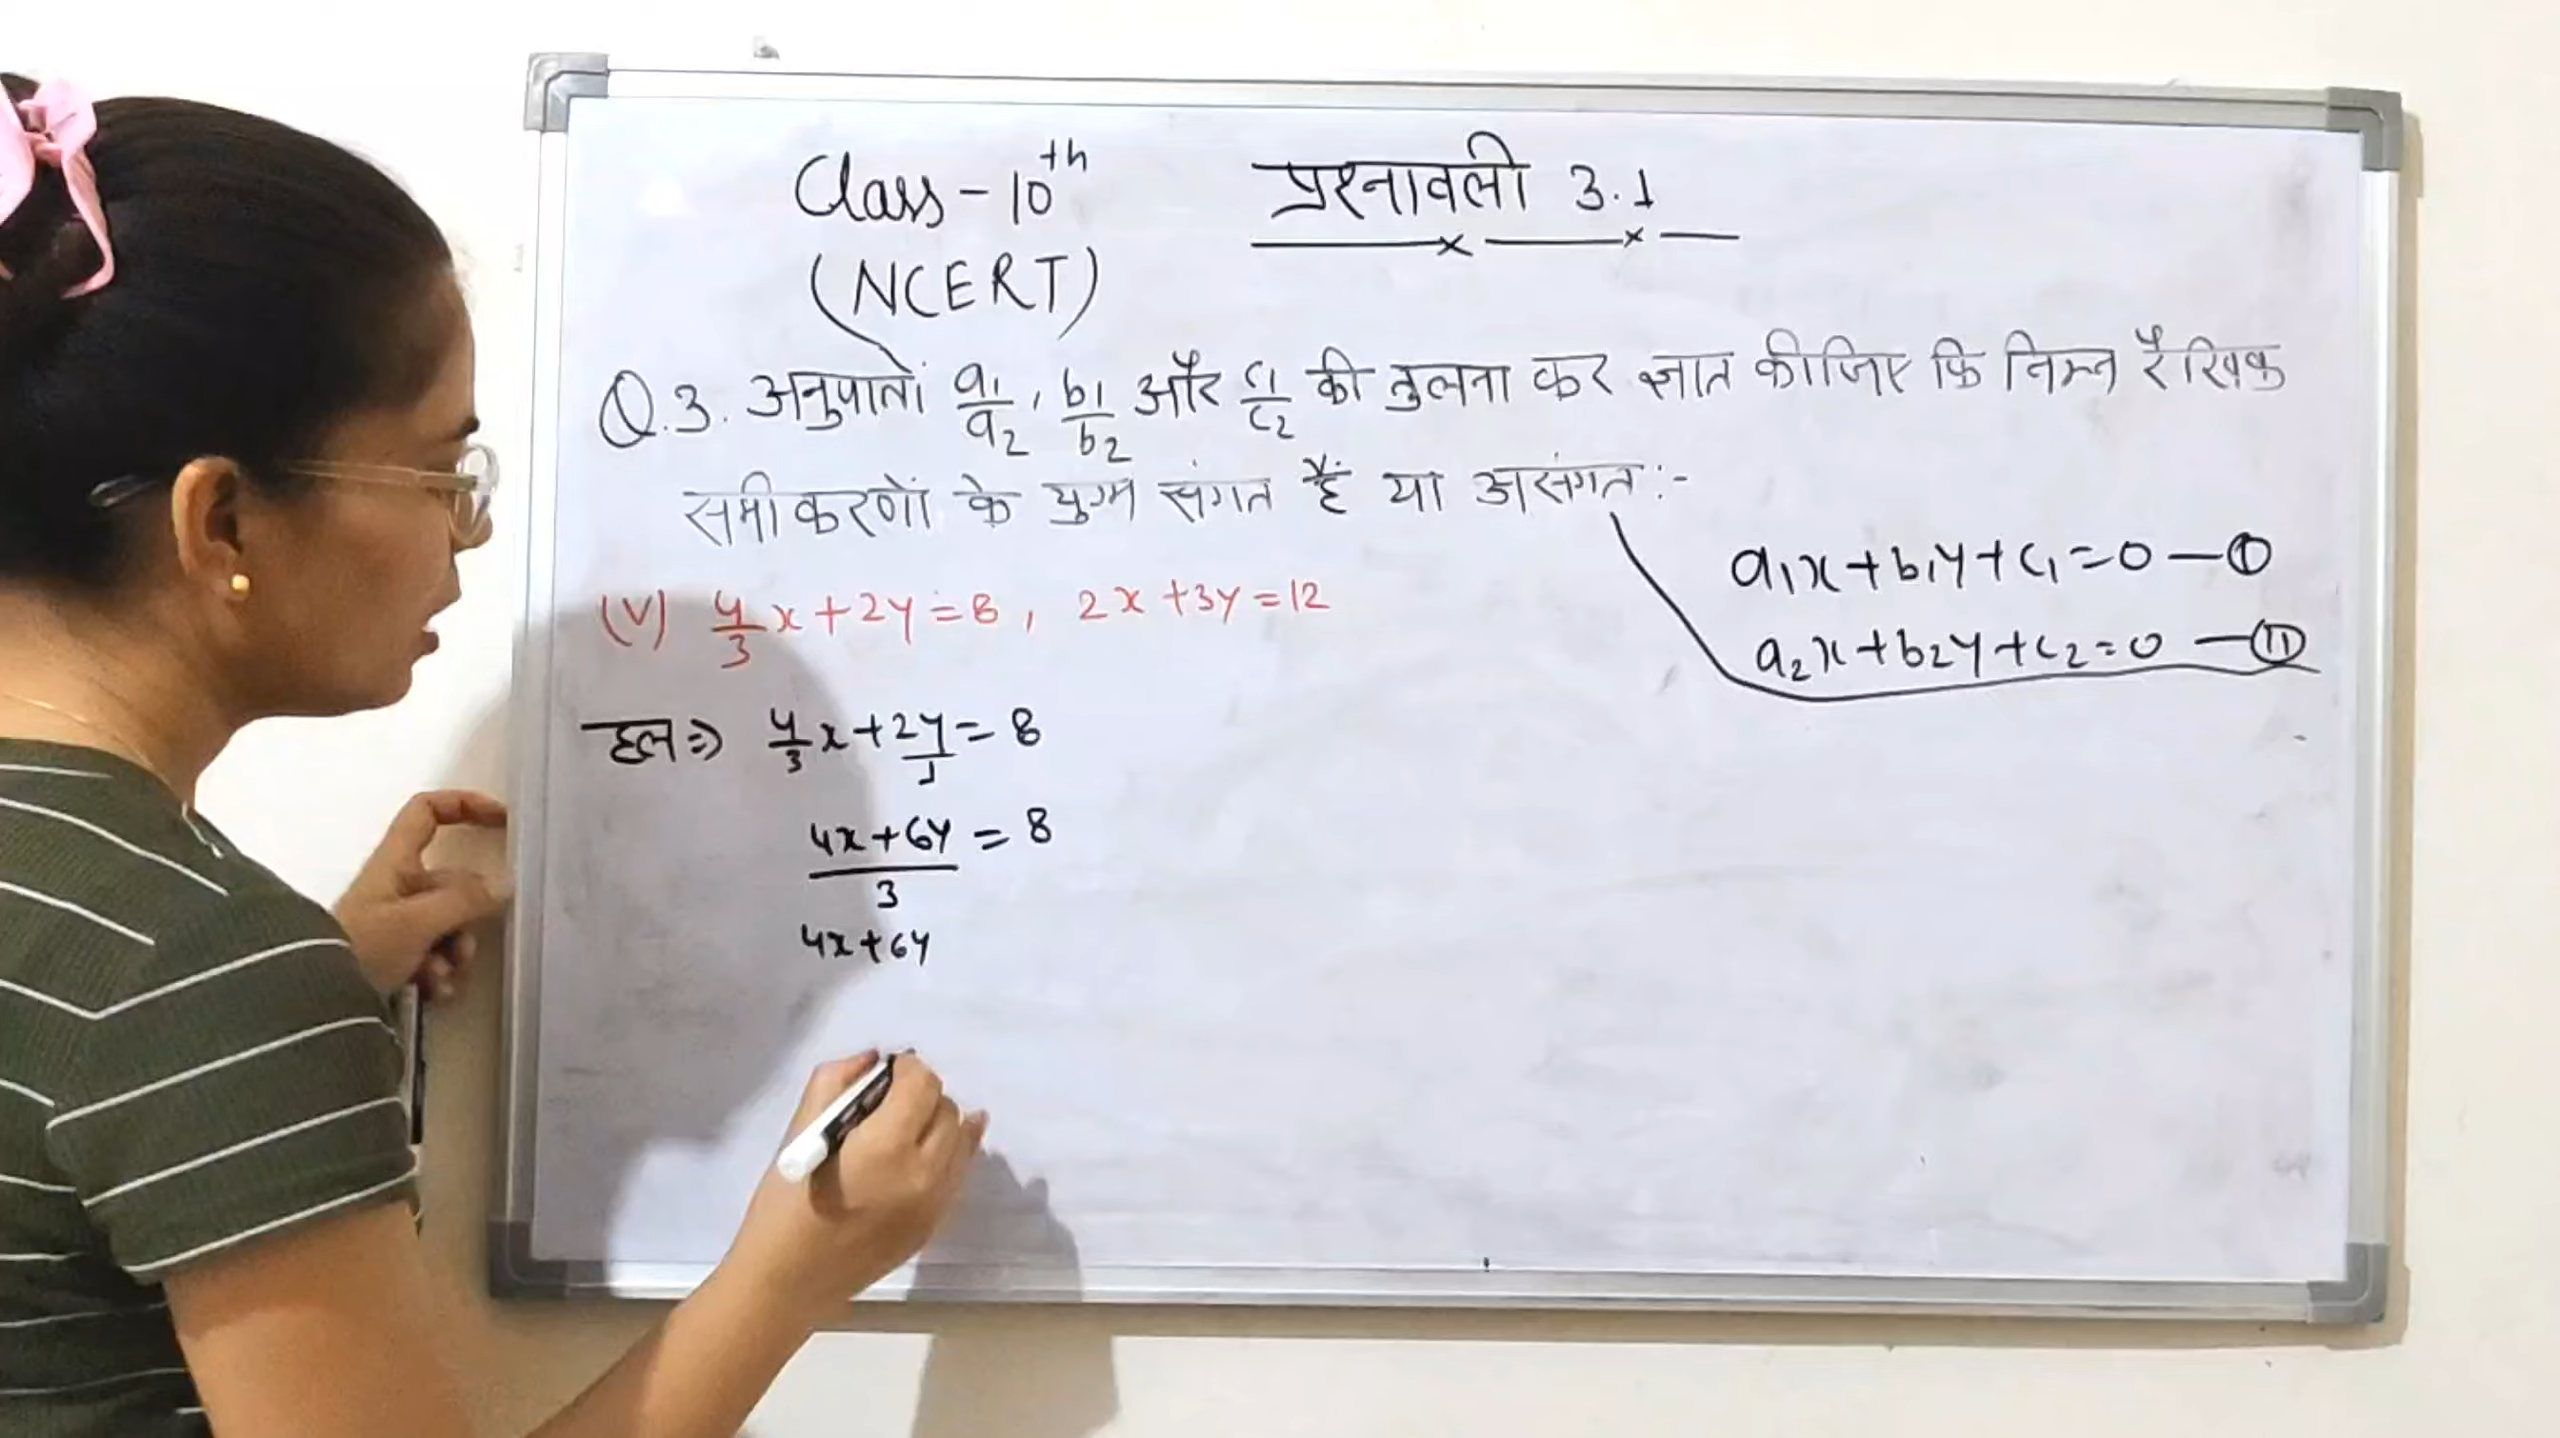 Class - 10th प्रश्नावली 3.1
(NCERT)
Q.3. अनुपातों a1/a2, b1/b2 और c1/c2 की तुलना कर ज्ञात कीजिए कि निम्न रैखिक
समीकरणों के युग्म संगत हैं या असंगत :-
a1x+b1y+c1=0 — Ⓘ
a2x+b2y+c2=0 — ⓘⓘ
(V) 4/3x+2y=8, 2x+3y=12
हल⇒ 4/3x+2y/1=8
4x+6y/3=8
4x+6y